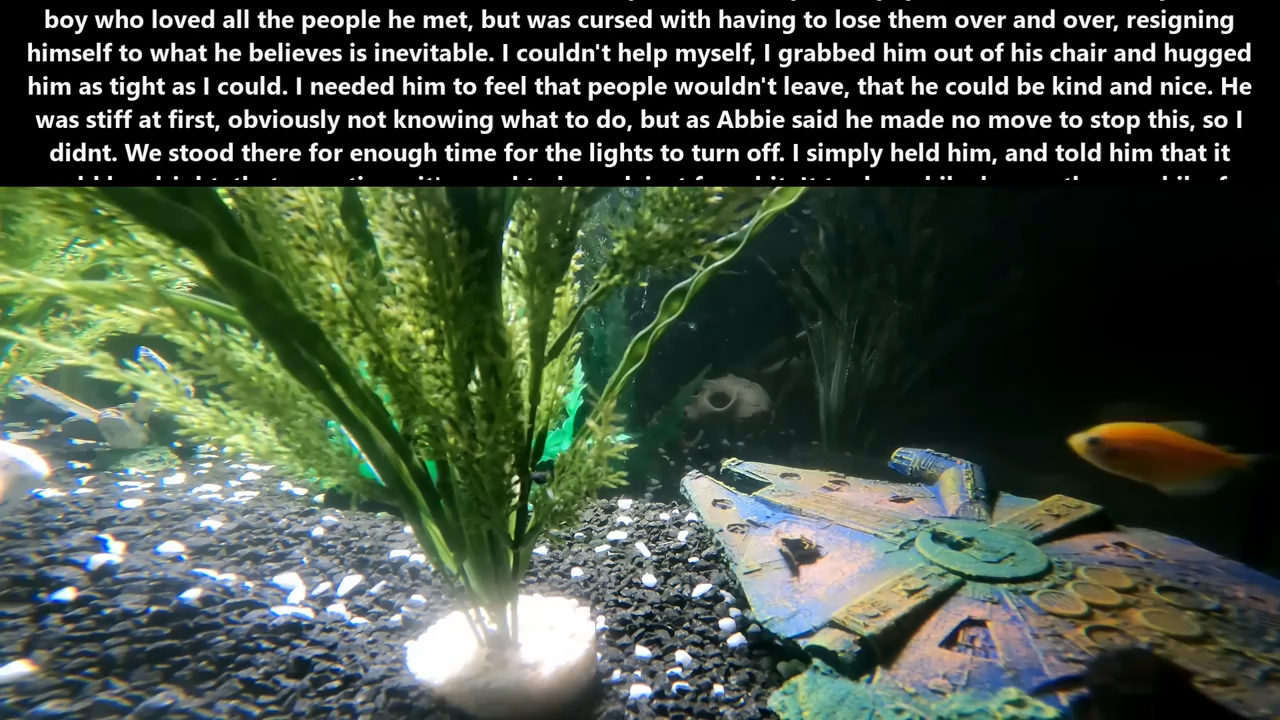 boy who loved all the people he met, but was cursed with having to lose them over and over, resigning
himself to what he believes is inevitable. I couldn't help myself, I grabbed him out of his chair and hugged
him as tight as I could. I needed him to feel that people wouldn't leave, that he could be kind and nice. He
was stiff at first, obviously not knowing what to do, but as Abbie said he made no move to stop this, so I
didnt. We stood there for enough time for the lights to turn off. I simply held him, and told him that it